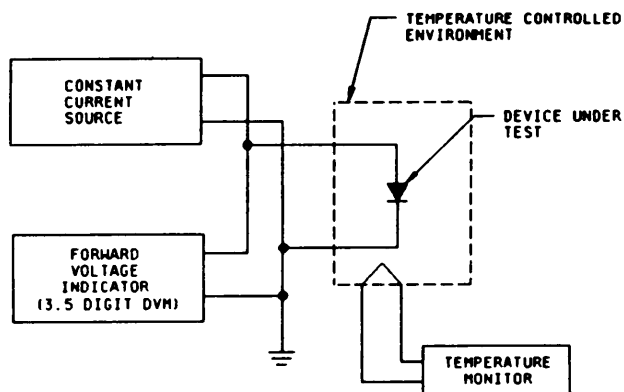 TEMPERATURE CONTROLLED
ENVIRONMENT
CONSTANT
CURRENT
SOURCE
DEVICE UNDER
TEST
FORWARD
VOLTAGE
INDICATOR
(3.5 DIGIT DVM)
TEMPERATURE
MONITOR